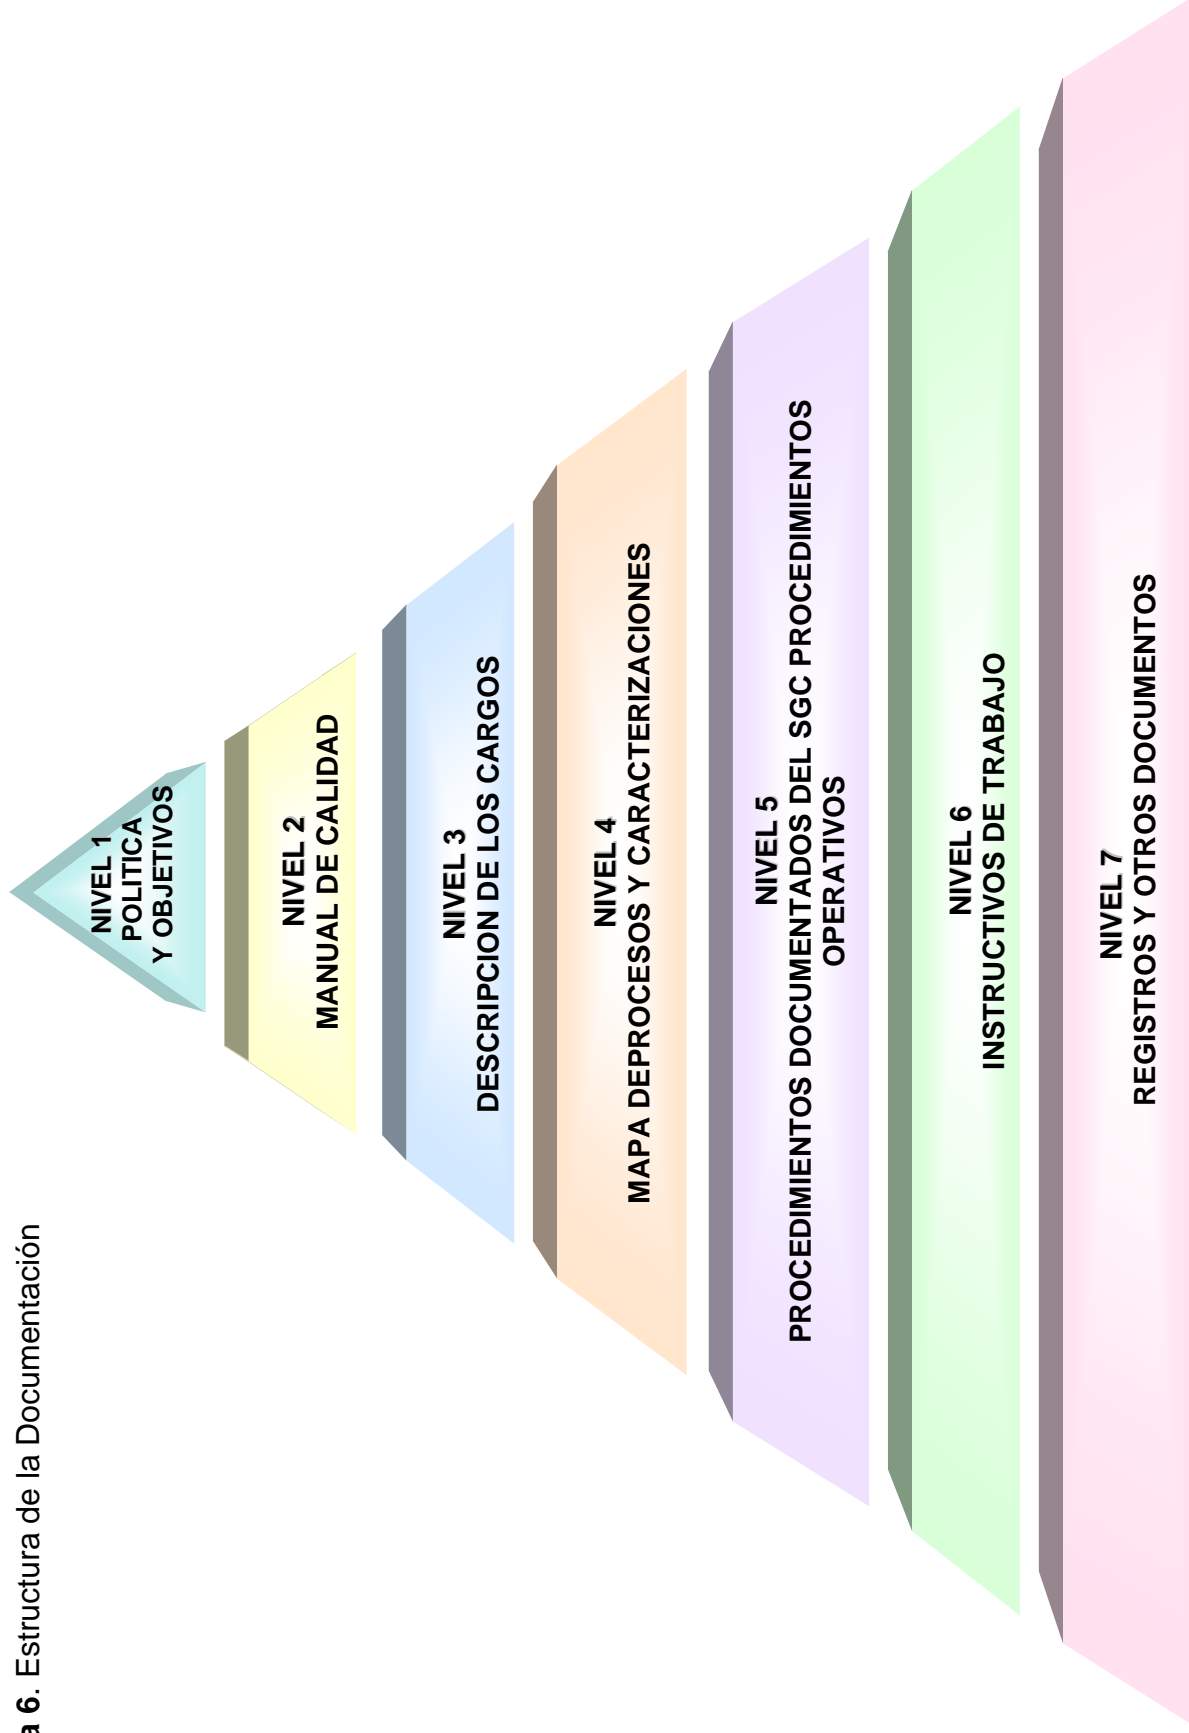 a 6. Estructura de la Documentación
NIVEL 1
POLITICA
Y OBJETIVOS
NIVEL 2
MANUAL DE CALIDAD
NIVEL 3
DESCRIPCION DE LOS CARGOS
NIVEL 4
MAPA DEPROCESOS Y CARACTERIZACIONES
NIVEL 5
PROCEDIMIENTOS DOCUMENTADOS DEL SGC PROCEDIMIENTOS
OPERATIVOS
NIVEL 6
INSTRUCTIVOS DE TRABAJO
NIVEL 7
REGISTROS Y OTROS DOCUMENTOS